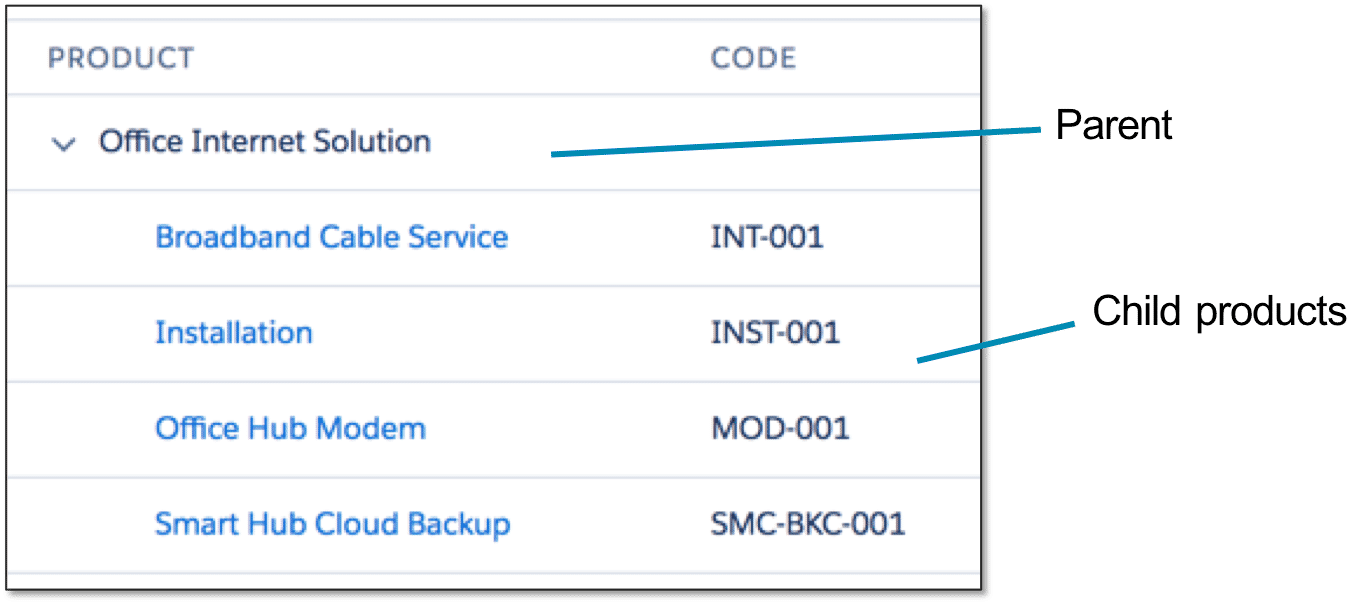 PRODUCT CODE
Office Internet Solution
Parent
Broadband Cable Service INT-001
Installation INST-001
Child products
Office Hub Modem MOD-001
Smart Hub Cloud Backup SMC-BKC-001